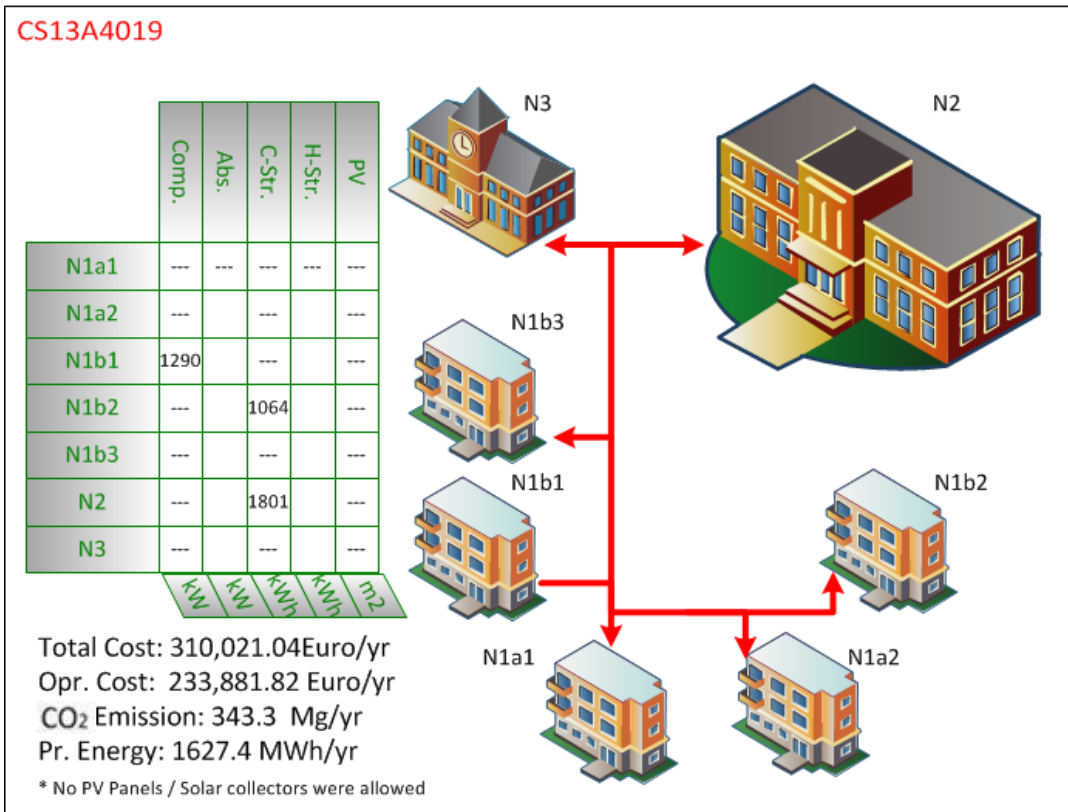 CS13A4019
Comp. Abs. C-Str. H-Str. PV
N1a1 --- --- --- --- ---
N1a2 --- --- ---
N1b1 1290 --- ---
N1b2 --- 1064 ---
N1b3 --- --- ---
N2 --- 1801 ---
N3 --- --- ---
kW kW kWh kWh m2
Total Cost: 310,021.04Euro/yr
Opr. Cost: 233,881.82 Euro/yr
CO2 Emission: 343.3 Mg/yr
Pr. Energy: 1627.4 MWh/yr
* No PV Panels / Solar collectors were allowed
N3
N2
N1b3
N1b1
N1b2
N1a1
N1a2